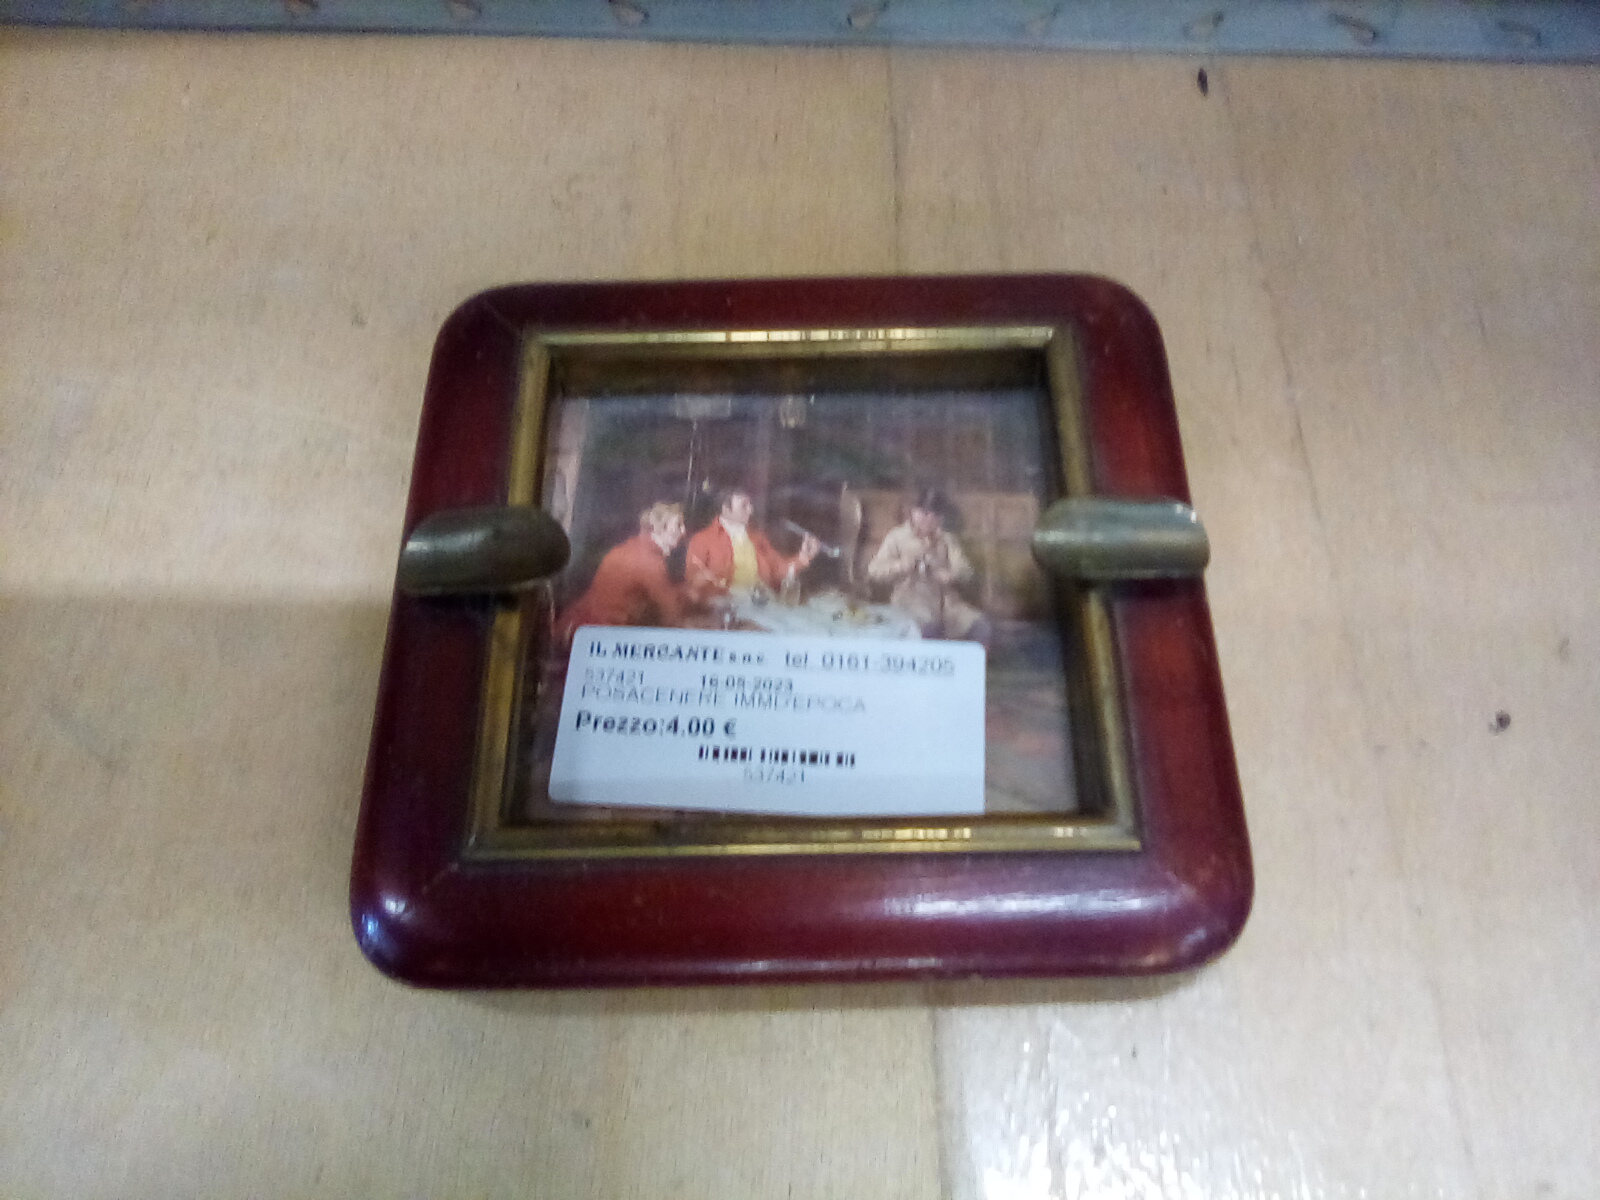 IL MERCANTE s.n.c. tel. 0161-394205
537421 16-05-2023
POSACENERE IMM.D'EPOCA
Prezzo:4.00 €
537421